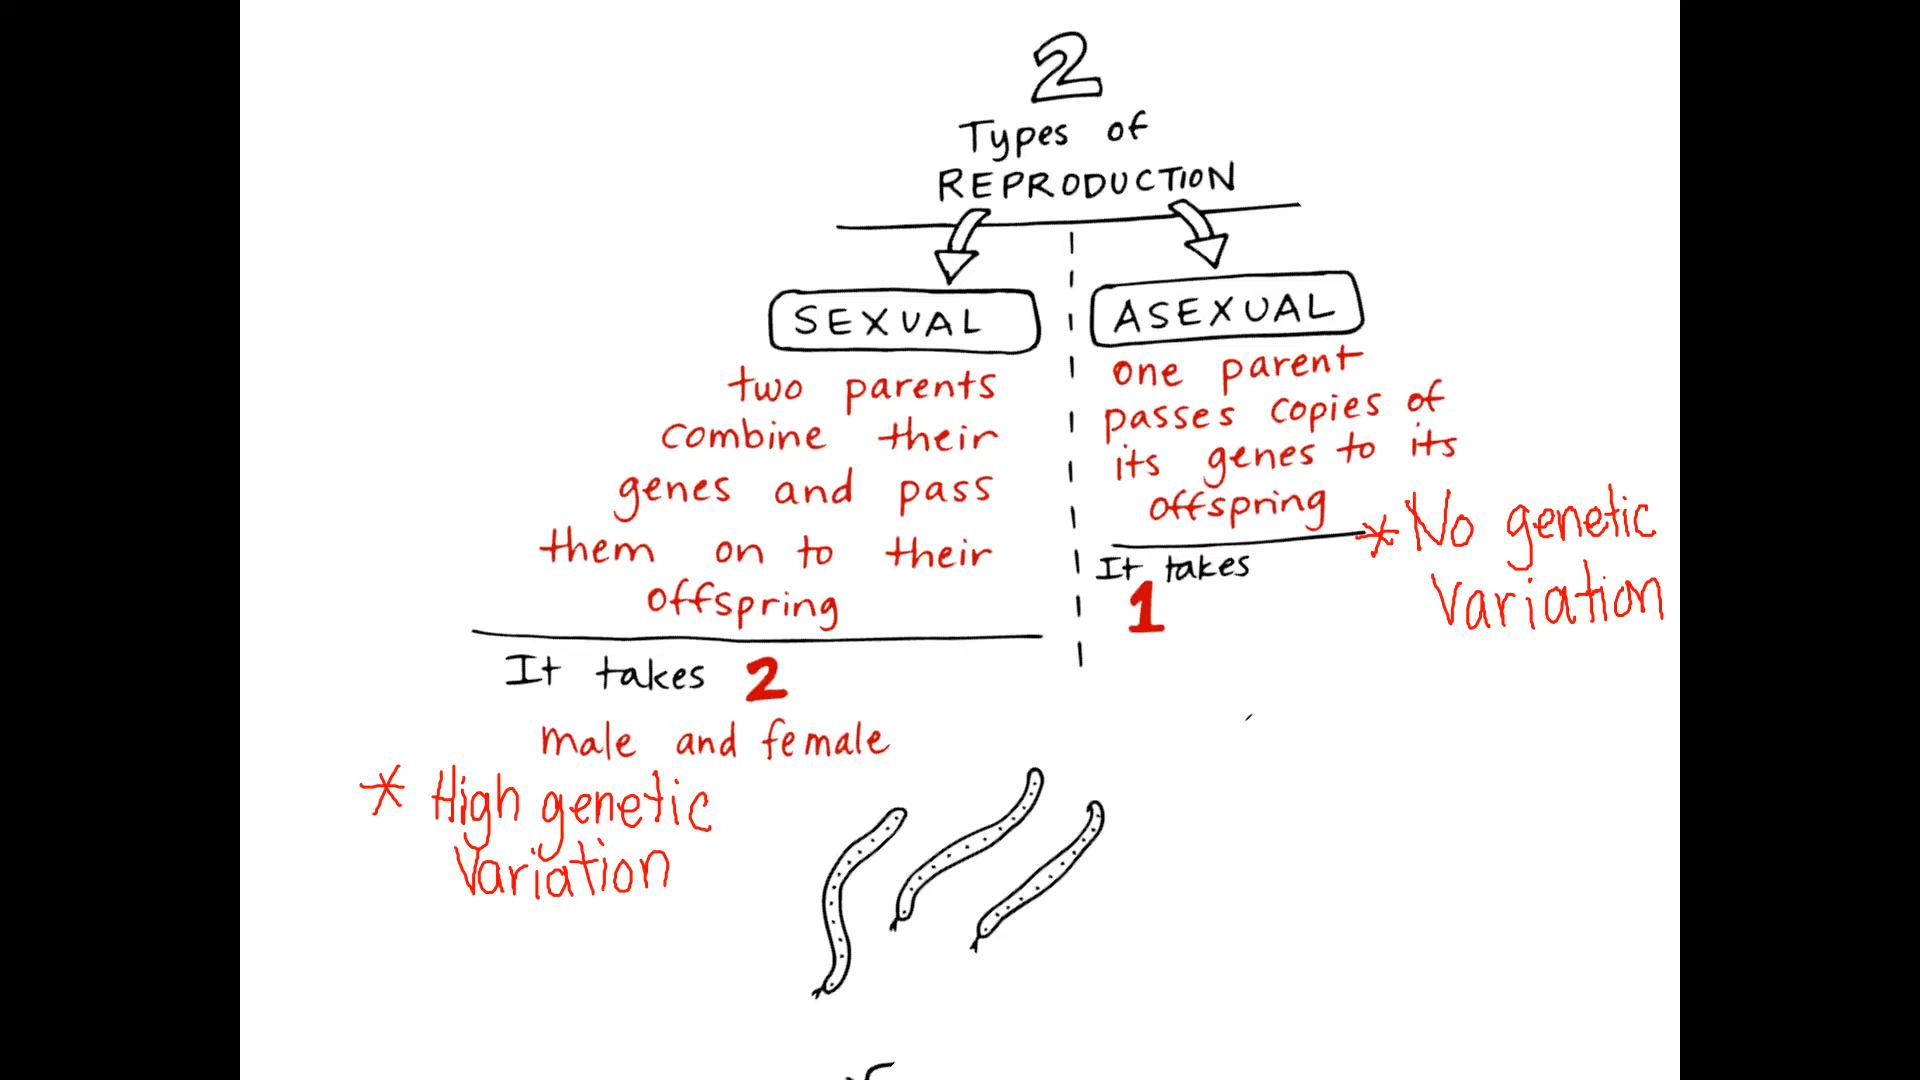 2
Types of
REPRODUCTION
SEXUAL
two parents
combine their
genes and pass
them on to their
offspring
It takes 2
male and female
* High genetic
Variation
ASEXUAL
one parent
passes copies of
its genes to its
offspring
It takes
1
* No genetic
Variation